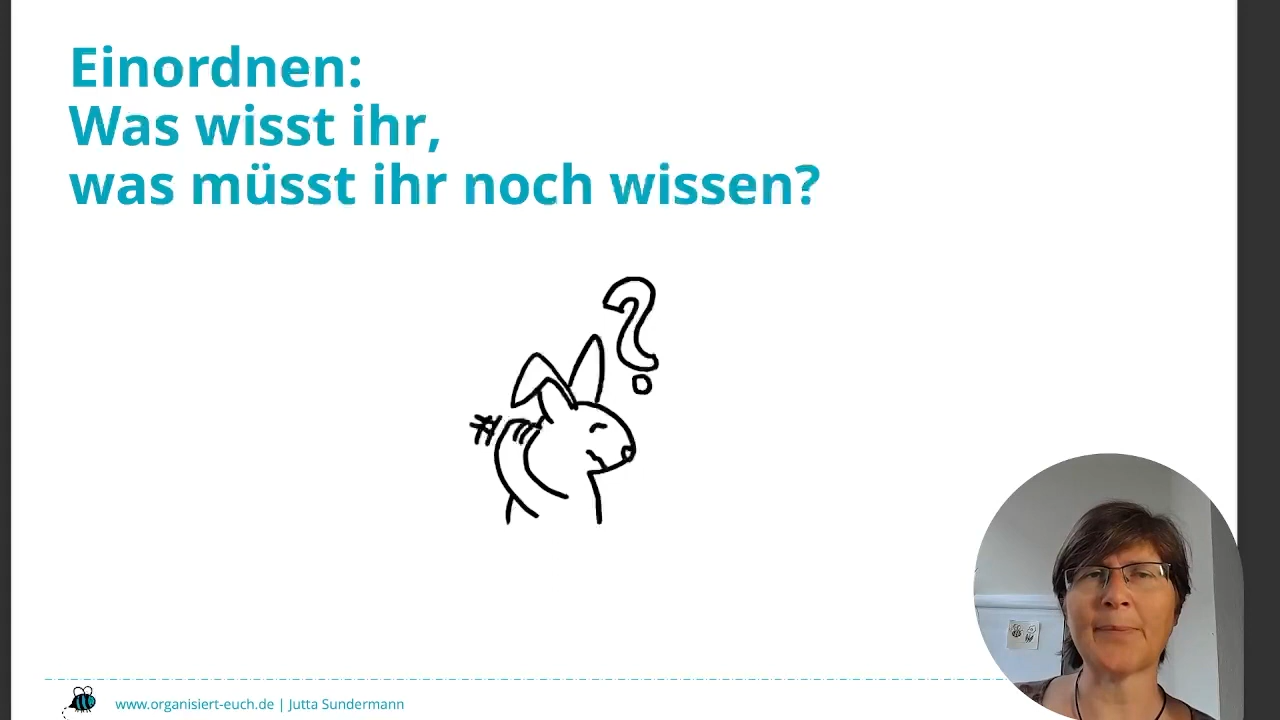 Einordnen:
Was wisst ihr,
was müsst ihr noch wissen?
?
www.organisiert-euch.de | Jutta Sundermann